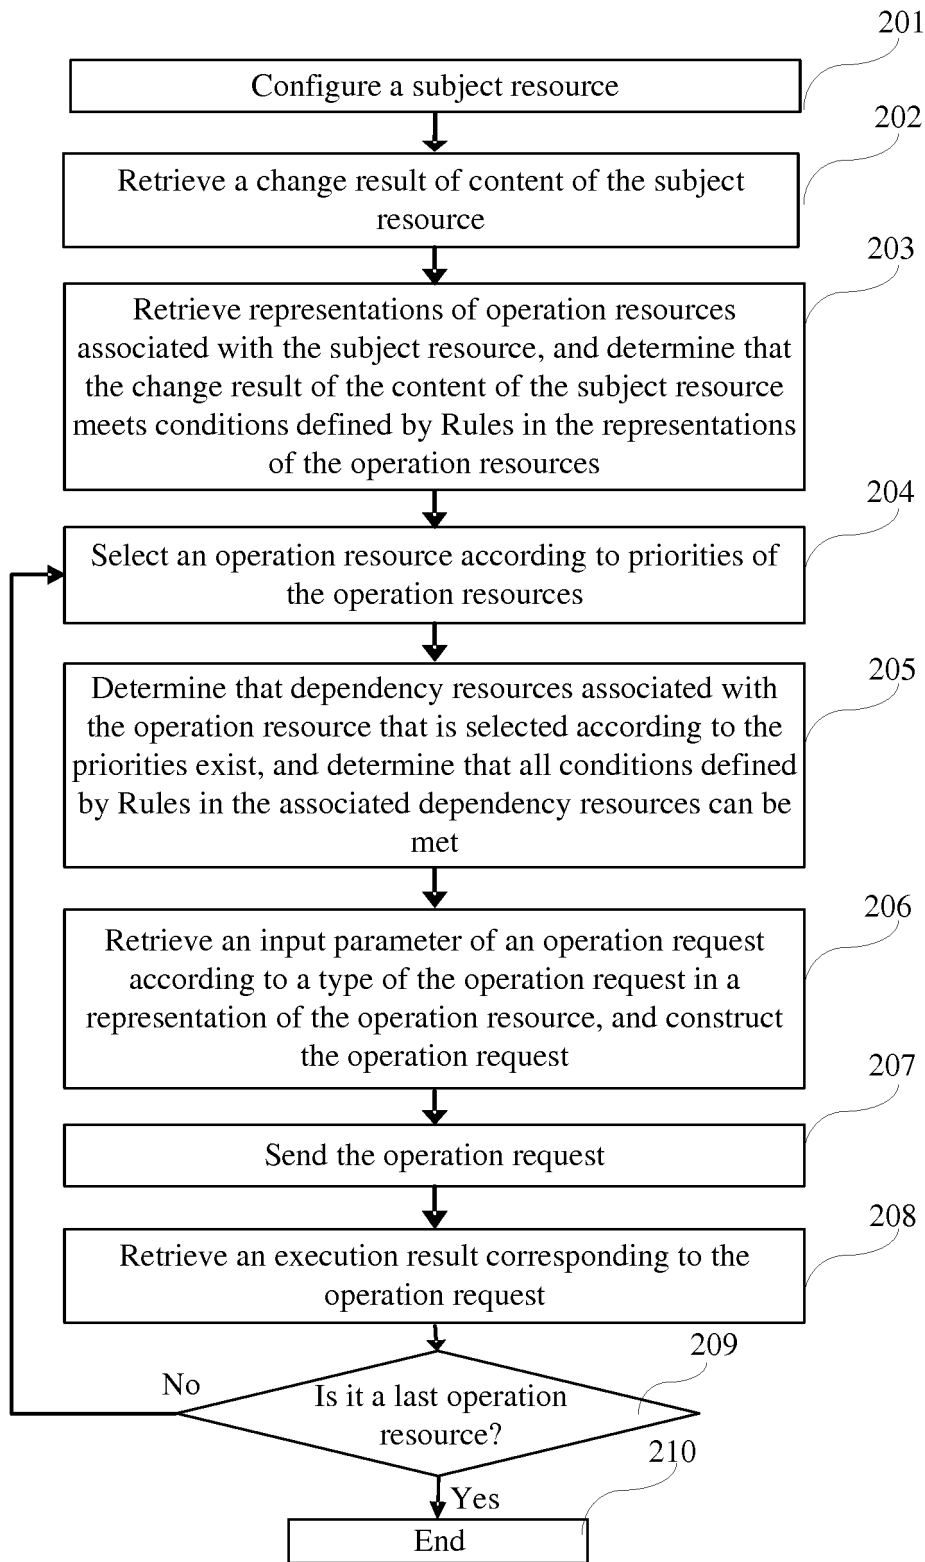 201
Configure a subject resource
202
Retrieve a change result of content of the subject
resource
203
Retrieve representations of operation resources
associated with the subject resource, and determine that
the change result of the content of the subject resource
meets conditions defined by Rules in the representations
of the operation resources
204
Select an operation resource according to priorities of
the operation resources
205
Determine that dependency resources associated with
the operation resource that is selected according to the
priorities exist, and determine that all conditions defined
by Rules in the associated dependency resources can be
met
206
Retrieve an input parameter of an operation request
according to a type of the operation request in a
representation of the operation resource, and construct
the operation request
207
Send the operation request
208
Retrieve an execution result corresponding to the
operation request
209
No
Is it a last operation
resource?
210
Yes
End